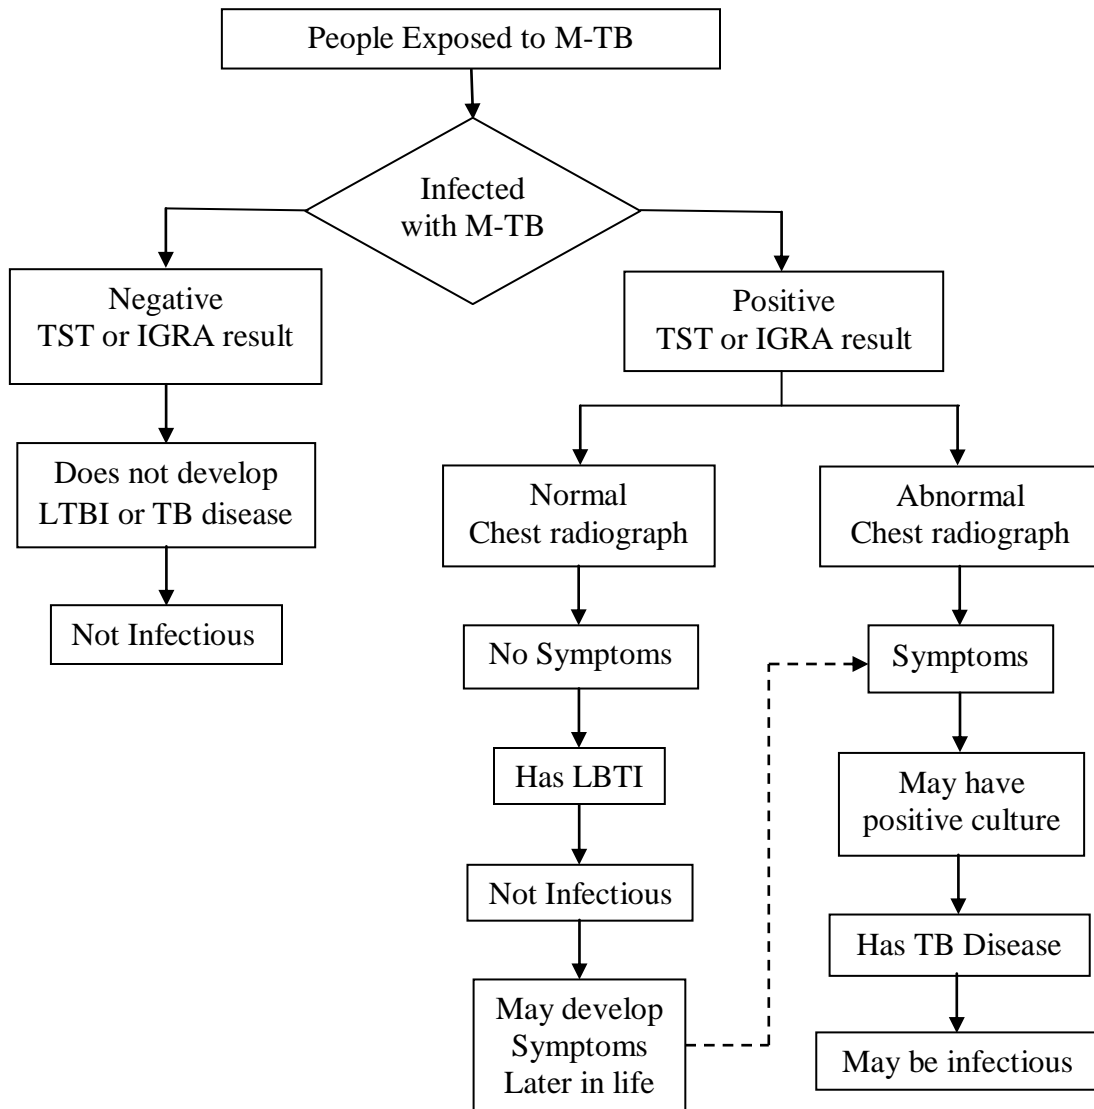 People Exposed to M-TB
Infected
with M-TB
Negative
TST or IGRA result
Does not develop
LTBI or TB disease
Not Infectious
Positive
TST or IGRA result
Normal
Chest radiograph
No Symptoms
Has LBTI
Not Infectious
May develop
Symptoms
Later in life
Abnormal
Chest radiograph
Symptoms
May have
positive culture
Has TB Disease
May be infectious